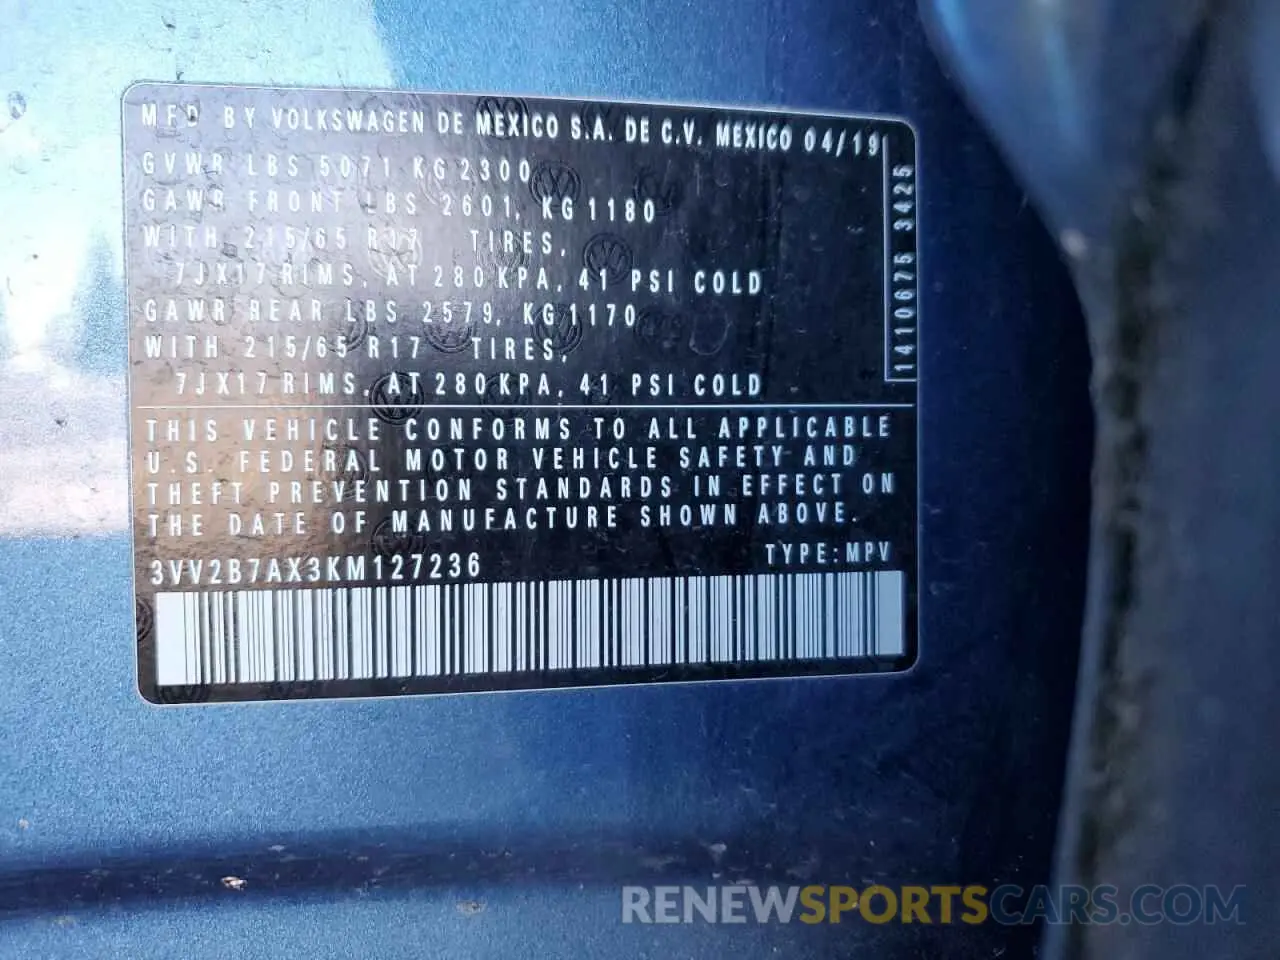 MFD BY VOLKSWAGEN DE MEXICO S.A. DE C.V. MEXICO 04/19
GVWR LBS 5071 KG 2300
GAWR FRONT LBS 2601, KG 1180
WITH 215/65 R17 TIRES,
7JX17 RIMS, AT 280 KPA, 41 PSI COLD
GAWR REAR LBS 2579, KG 1170
WITH 215/65 R17 TIRES,
7JX17 RIMS, AT 280 KPA, 41 PSI COLD
1410675 3425
THIS VEHICLE CONFORMS TO ALL APPLICABLE
U.S. FEDERAL MOTOR VEHICLE SAFETY AND
THEFT PREVENTION STANDARDS IN EFFECT ON
THE DATE OF MANUFACTURE SHOWN ABOVE.
3VV2B7AX3KM127236 TYPE: MPV
RENEWSPORTSCARS.COM